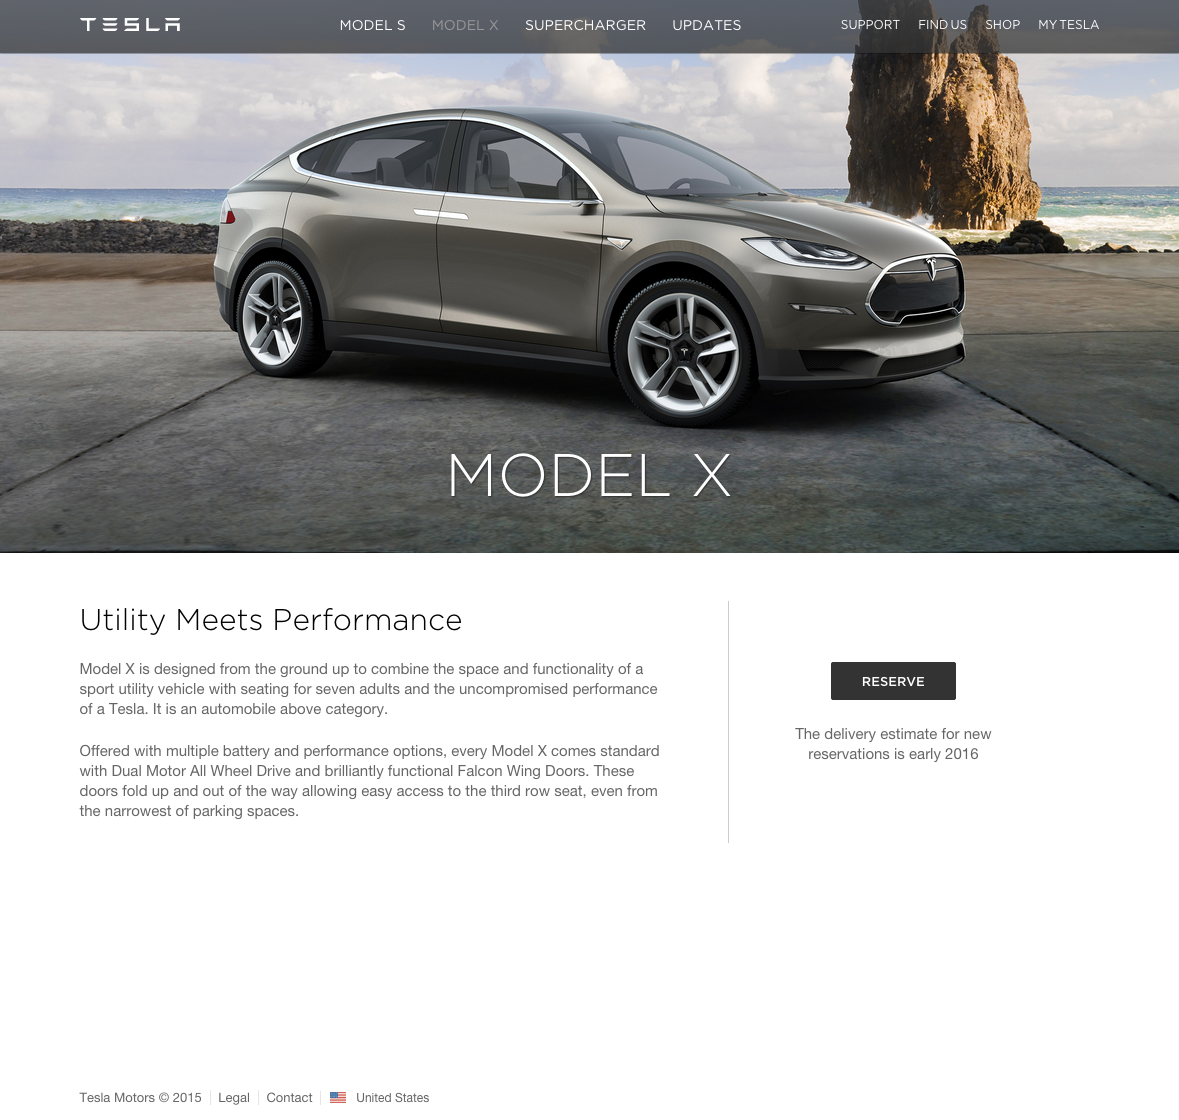 TESLA
MODEL S
MODEL X
SUPERCHARGER
UPDATES
SUPPORT
FIND US
SHOP
MY TESLA
MODEL X
Utility Meets Performance
Model X is designed from the ground up to combine the space and functionality of a
sport utility vehicle with seating for seven adults and the uncompromised performance
of a Tesla. It is an automobile above category.
Offered with multiple battery and performance options, every Model X comes standard
with Dual Motor All Wheel Drive and brilliantly functional Falcon Wing Doors. These
doors fold up and out of the way allowing easy access to the third row seat, even from
the narrowest of parking spaces.
RESERVE
The delivery estimate for new
reservations is early 2016
Tesla Motors © 2015
Legal
Contact
United States